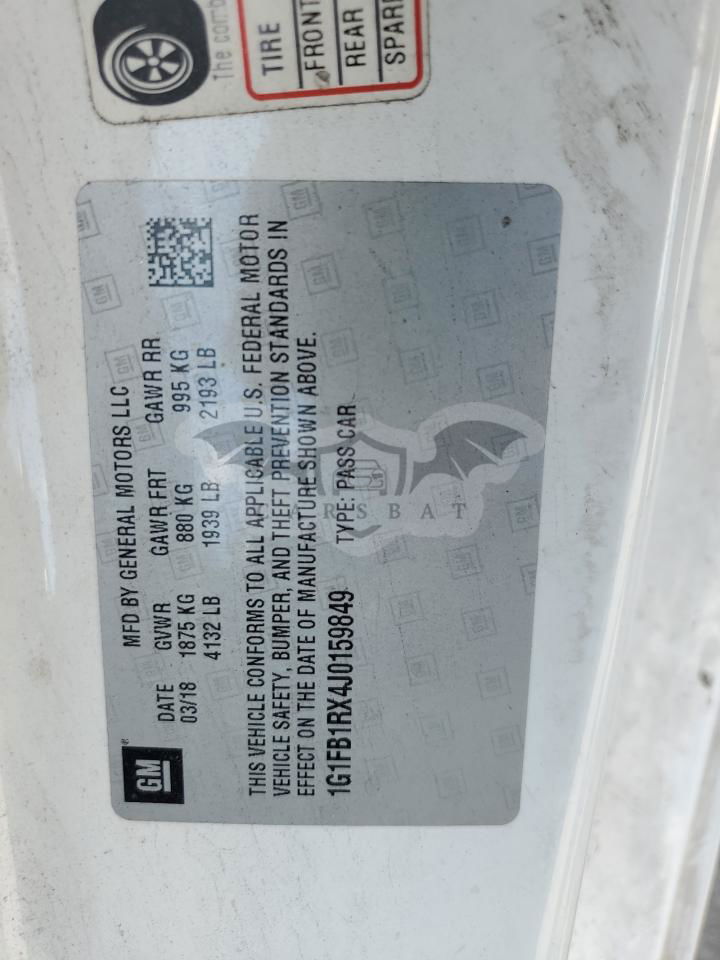 The comb
TIRE
FRONT
REAR
SPARE
GM
MFD BY GENERAL MOTORS LLC
DATE GVWR GAWR FRT GAWR RR
03/18 1875 KG 880 KG 995 KG
4132 LB 1939 LB 2193 LB
THIS VEHICLE CONFORMS TO ALL APPLICABLE U.S. FEDERAL MOTOR
VEHICLE SAFETY, BUMPER, AND THEFT PREVENTION STANDARDS IN
EFFECT ON THE DATE OF MANUFACTURE SHOWN ABOVE.
1G1FB1RX4J0159849 TYPE: PASS CAR
CARSBAT